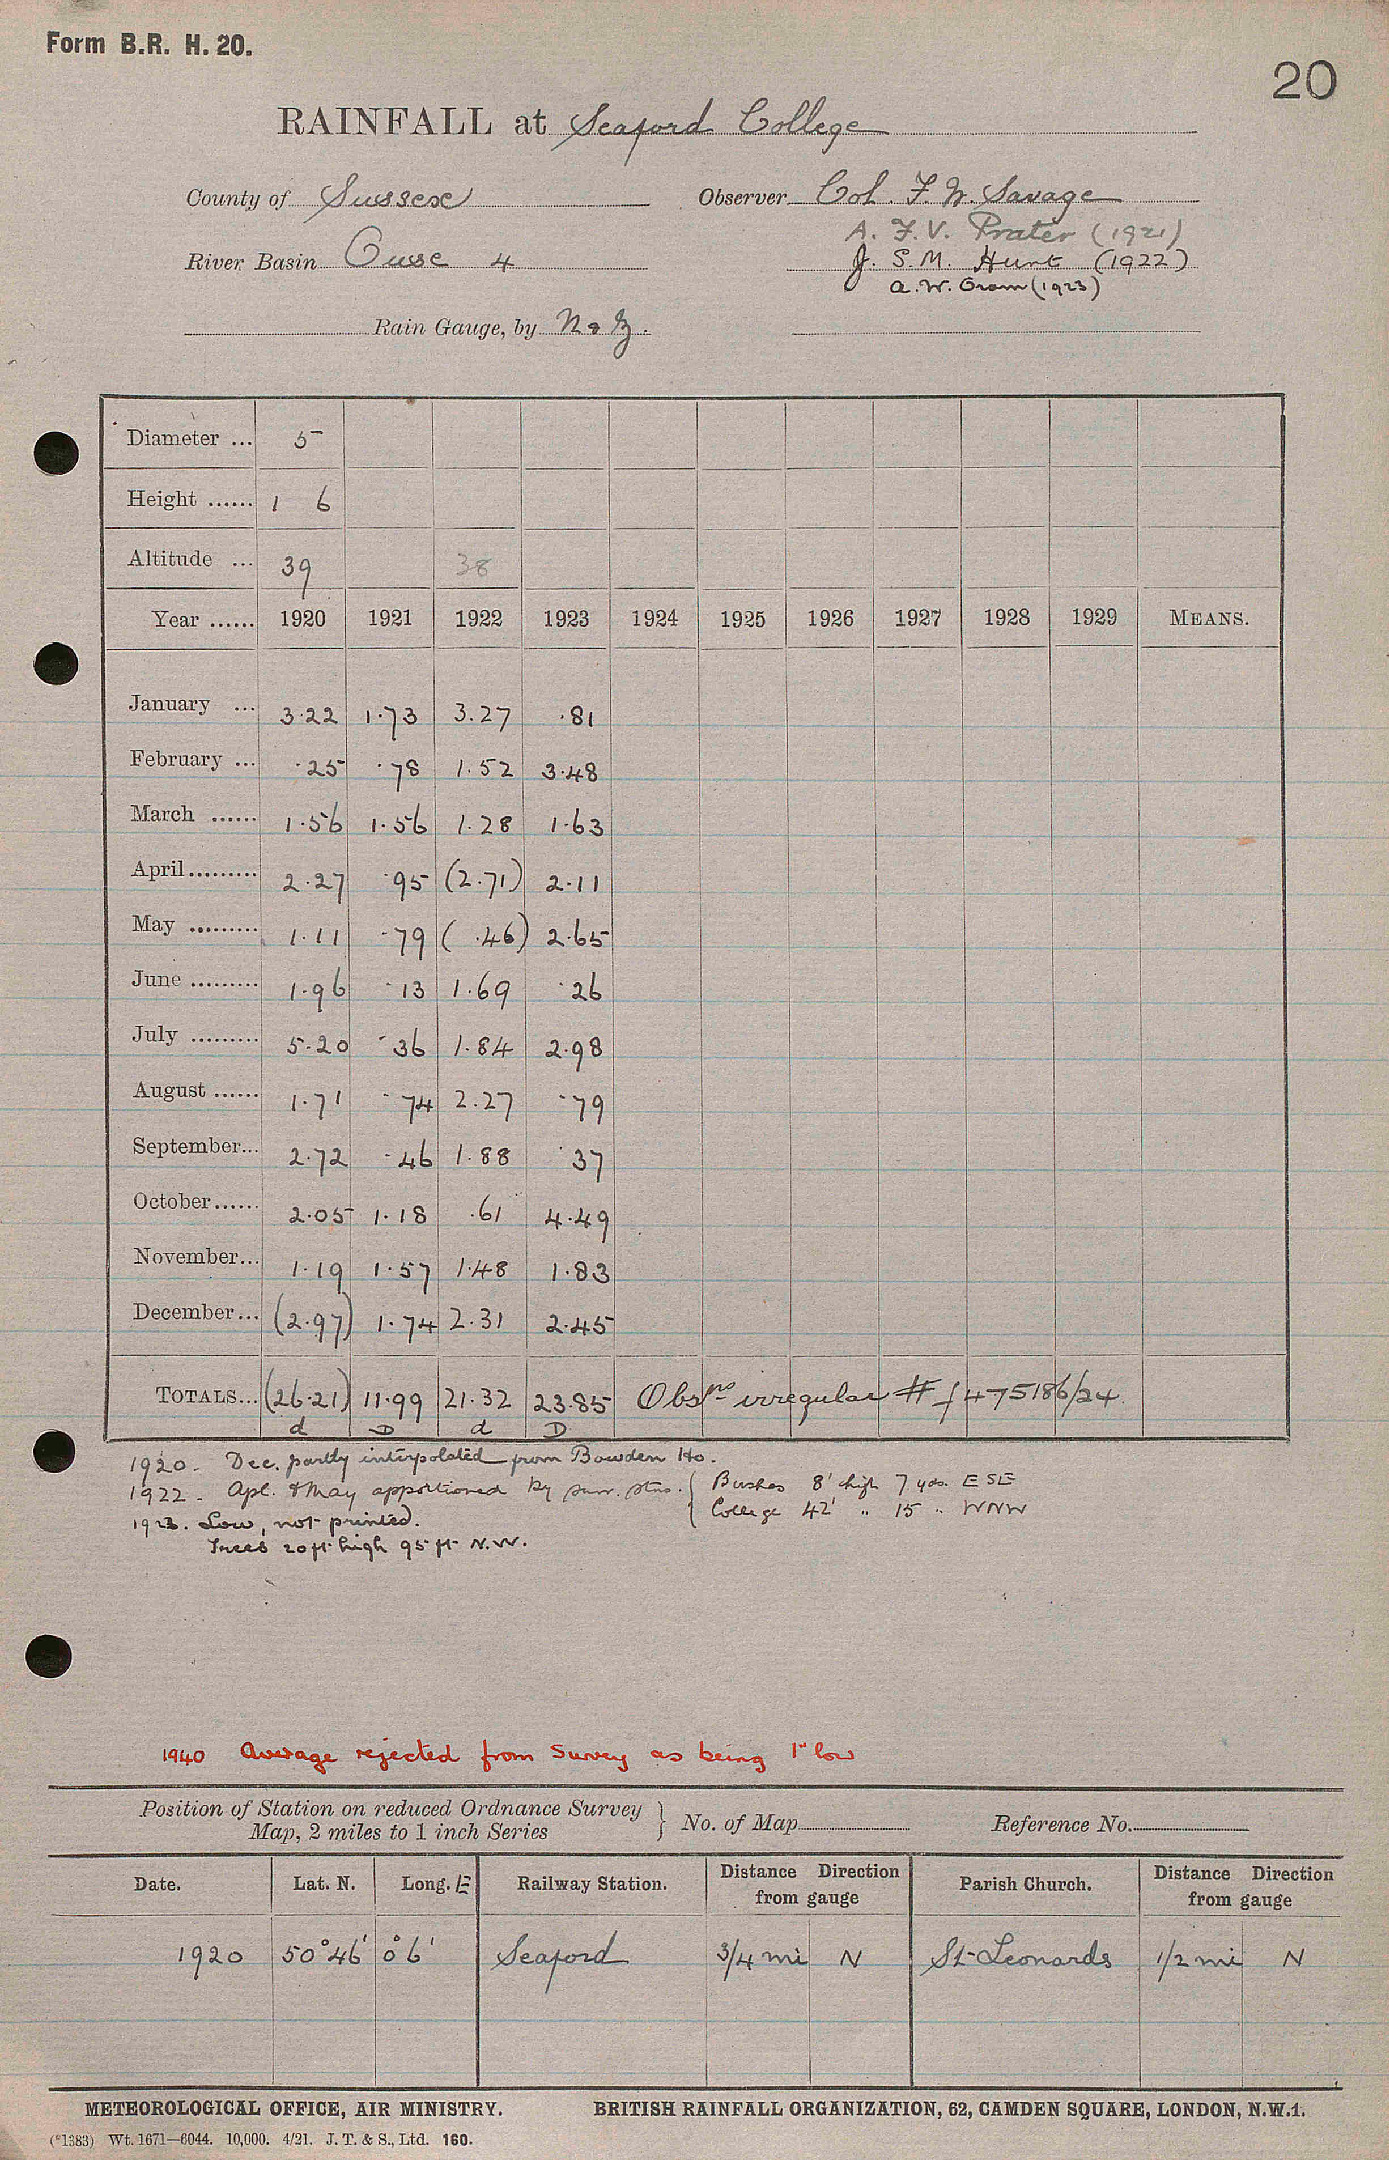 Form B.R. H. 20.
20
RAINFALL at Seaford College
County of Sussex
Observer Col. F. W. Savage
A. F. V. Prater (1921)
River Basin Ouse 4
J. S. M. Hunt (1922)
A. W. Oram (1923)
Rain Gauge, by N & Z.
Diameter ... 5
Height ...... 1 6
Altitude ... 39 38
Year ...... 1920 1921 1922 1923 1924 1925 1926 1927 1928 1929 MEANS.
January ... 3.22 1.73 3.27 .81
February ... .25 .78 1.52 3.48
March ...... 1.56 1.56 1.28 1.63
April ......... 2.27 .95 (2.71) 2.11
May ......... 1.11 .79 ( .46) 2.65
June ......... 1.96 .13 1.69 .26
July ......... 5.20 .36 1.84 2.98
August ...... 1.71 .74 2.27 .79
September... 2.72 .46 1.88 .37
October...... 2.05 1.18 .61 4.49
November... 1.19 1.57 1.48 1.83
December... (2.97) 1.74 2.31 2.45
TOTALS... (26.21) 11.99 21.32 23.85 Obsrns irregular # f 475186/24
d D d D
1920. Dec. partly interpolated from Bowden Ho.
1922. Apl. & May apportioned by surr. stns. { Bushes 8' high 7 yds. ESE
College 42' " 15 " WNW
1923. Low, not printed.
Trees 20 ft high 95 ft N.W.
1940 Average rejected from Survey as being 1" low
Position of Station on reduced Ordnance Survey Map, 2 miles to 1 inch Series } No. of Map Reference No.
Date. Lat. N. Long. E Railway Station. Distance Direction from gauge Parish Church. Distance Direction from gauge
1920 50°46' 0°6' Seaford 3/4 mi N St Leonards 1/2 mi N
METEOROLOGICAL OFFICE, AIR MINISTRY. BRITISH RAINFALL ORGANIZATION, 62, CAMDEN SQUARE, LONDON, N.W.1.
(*1383) Wt. 1671—6044. 10,000. 4/21. J. T. & S., Ltd. 160.